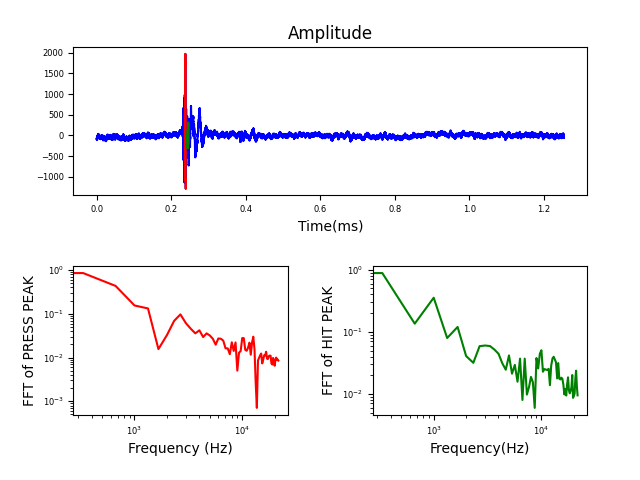 Amplitude
2000
1500
1000
500
0
−500
−1000
0.0 0.2 0.4 0.6 0.8 1.0 1.2
Time(ms)
FFT of PRESS PEAK
10⁰
10⁻¹
10⁻²
10⁻³
10³ 10⁴
Frequency (Hz)
FFT of HIT PEAK
10⁰
10⁻¹
10⁻²
10³ 10⁴
Frequency(Hz)